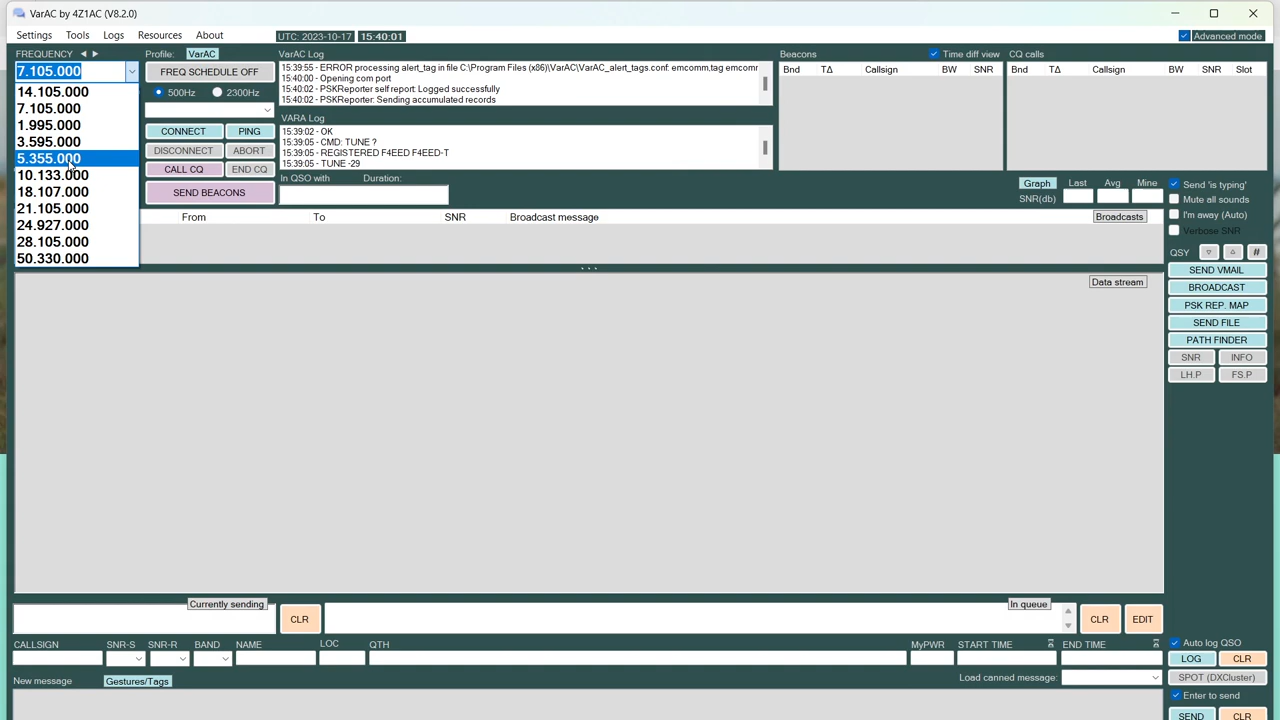 VarAC by 4Z1AC (V8.2.0)
Settings Tools Logs Resources About
UTC: 2023-10-17 15:40:01
Advanced mode
FREQUENCY
Profile: VarAC
7.105.000
FREQ SCHEDULE OFF
500Hz 2300Hz
14.105.000
7.105.000
1.995.000
3.595.000
5.355.000
10.133.000
18.107.000
21.105.000
24.927.000
28.105.000
50.330.000
CONNECT PING
DISCONNECT ABORT
CALL CQ END CQ
SEND BEACONS
VarAC Log
15:39:55 - ERROR processing alert_tag in file C:\Program Files (x86)\VarAC\VarAC_alert_tags.conf: emcomm,tag emcomm
15:40:00 - Opening com port
15:40:02 - PSKReporter self report: Logged successfully
15:40:02 - PSKReporter: Sending accumulated records
VARA Log
15:39:02 - OK
15:39:05 - CMD: TUNE ?
15:39:05 - REGISTERED F4EED F4EED-T
15:39:05 - TUNE -29
In QSO with Duration:
Beacons Time diff view
Bnd TΔ Callsign BW SNR
CQ calls
Bnd TΔ Callsign BW SNR Slot
Graph Last Avg Mine
SNR(db)
Send 'is typing'
Mute all sounds
I'm away (Auto)
Verbose SNR
From To SNR Broadcast message Broadcasts
QSY #
SEND VMAIL
BROADCAST
PSK REP. MAP
SEND FILE
PATH FINDER
SNR INFO
LH.P FS.P
Data stream
Currently sending
CLR
In queue
CLR EDIT
CALLSIGN SNR-S SNR-R BAND NAME LOC QTH MyPWR START TIME END TIME
Auto log QSO
LOG CLR
SPOT (DXCluster)
New message Gestures/Tags
Load canned message:
Enter to send
SEND CLR